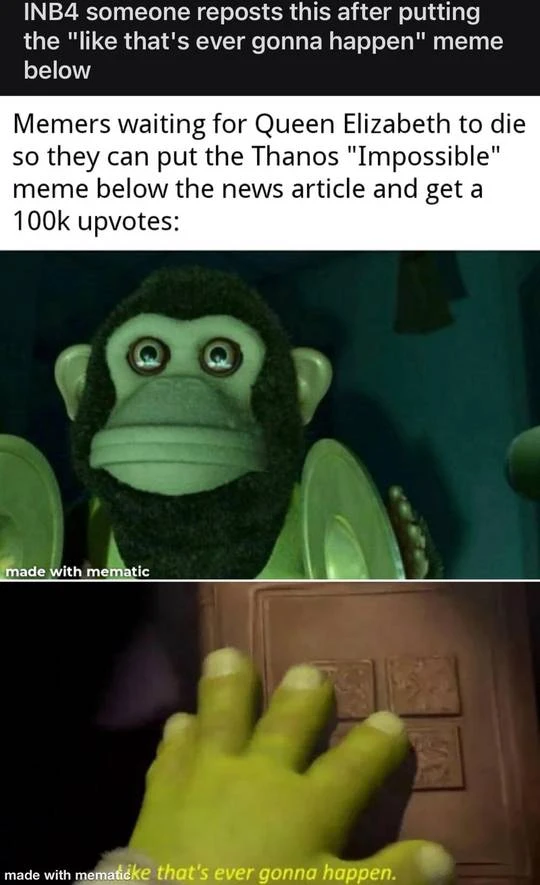 INB4 someone reposts this after putting
the "like that's ever gonna happen" meme
below
Memers waiting for Queen Elizabeth to die
so they can put the Thanos "Impossible"
meme below the news article and get a
100k upvotes:
made with mematic
made with mematic
Like that's ever gonna happen.